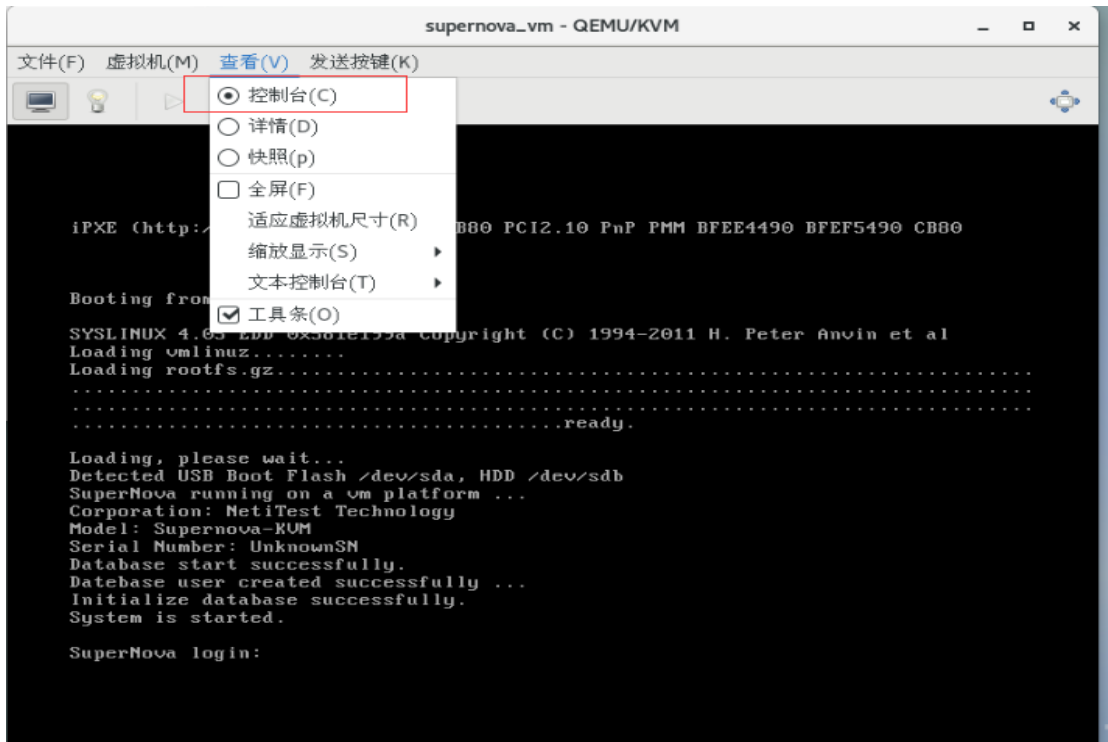 supernova_vm - QEMU/KVM
文件(F) 虚拟机(M) 查看(V) 发送按键(K)
控制台(C)
详情(D)
快照(p)
全屏(F)
适应虚拟机尺寸(R)
缩放显示(S)
文本控制台(T)
工具条(O)
iPXE (http:/ B80 PCI2.10 PnP PMM BFEE4490 BFEF5490 CB80
Booting from
SYSLINUX 4.05 EDD Copyright (C) 1994-2011 H. Peter Anvin et al
Loading vmlinuz........
Loading rootfs.gz...............................................................
................................................................................
................................................................................
.........................................ready.
Loading, please wait...
Detected USB Boot Flash /dev/sda, HDD /dev/sdb
SuperNova running on a vm platform ...
Corporation: NetiTest Technology
Model: Supernova-KVM
Serial Number: UnknownSN
Database start successfully.
Datebase user created successfully ...
Initialize database successfully.
System is started.
SuperNova login: